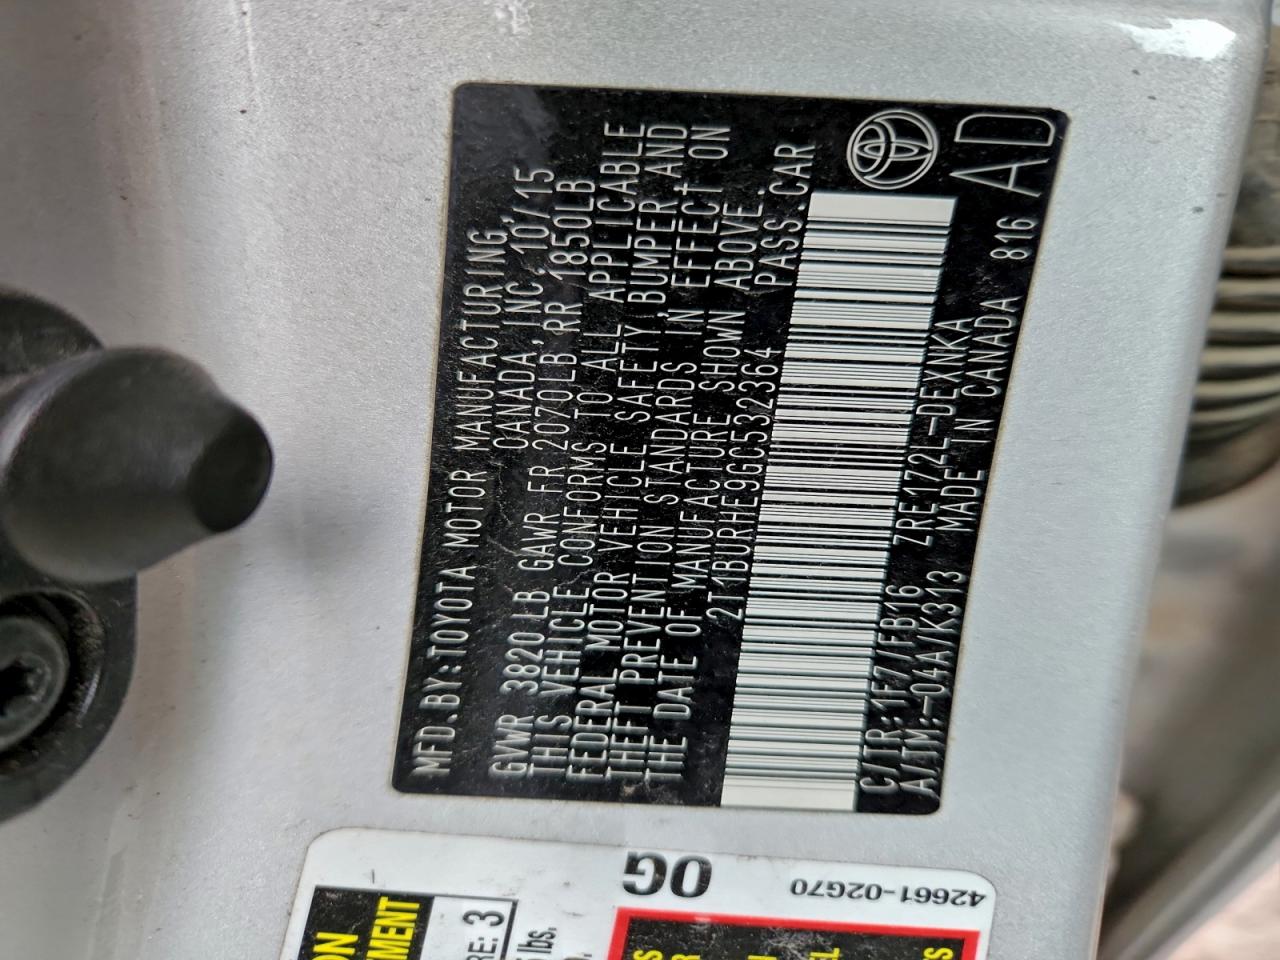 MFD.BY:TOYOTA MOTOR MANUFACTURING
CANADA,INC. 10/15
GVWR 3820 LB GAWR FR 2070LB,RR 1850LB
THIS VEHICLE CONFORMS TO ALL APPLICABLE
FEDERAL MOTOR VEHICLE SAFETY,BUMPER,AND
THEFT PREVENTION STANDARDS IN EFFECT ON
THE DATE OF MANUFACTURE SHOWN ABOVE.
2T1BURHE9GC532364 PASS.CAR
C/TR:1F7/FB16 ZRE172L-DEXNKA
A/TM:-04A/K313 MADE IN CANADA 816
AD
0G
42661-02G70
RE: 3
lbs.